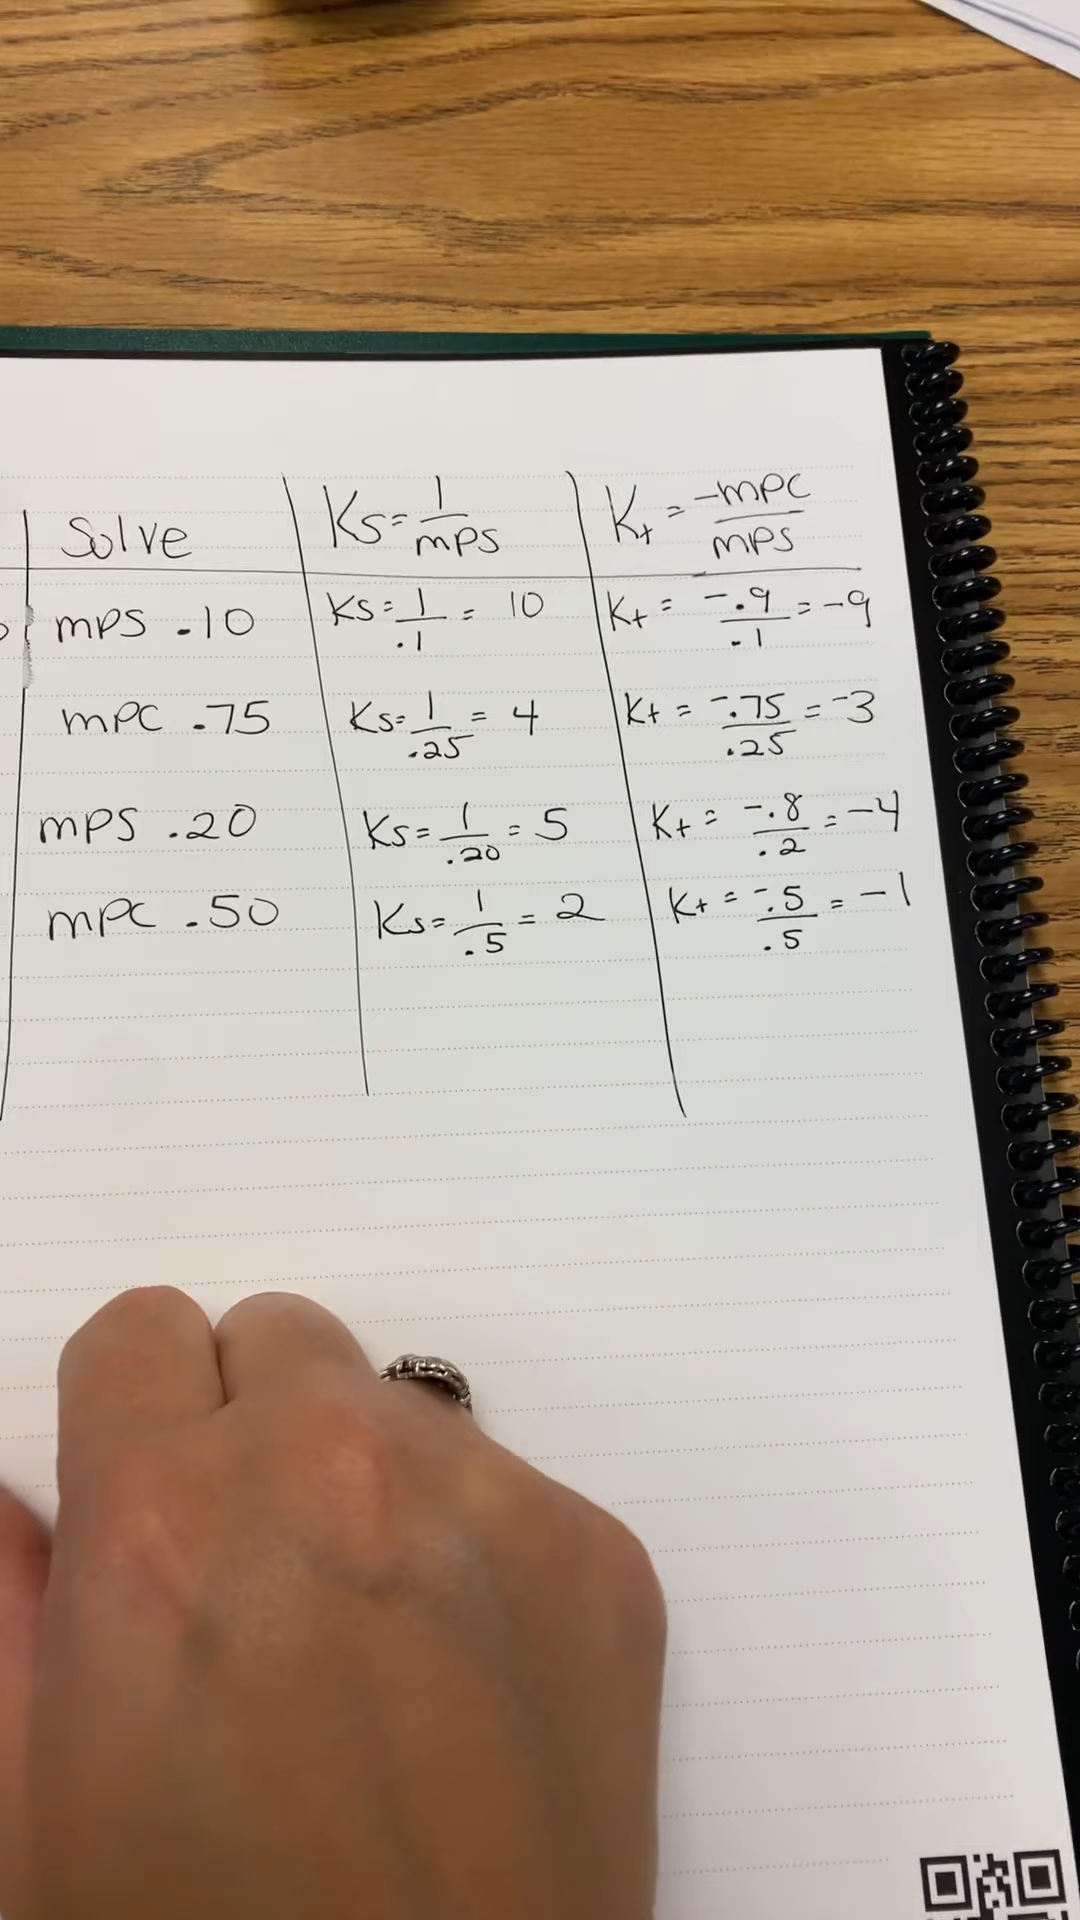 Solve Ks = 1/mps Kt = -mpc/mps
mps .10 Ks = 1/.1 = 10 Kt = -.9/.1 = -9
mpc .75 Ks = 1/.25 = 4 Kt = -.75/.25 = -3
mps .20 Ks = 1/.20 = 5 Kt = -.8/.2 = -4
mpc .50 Ks = 1/.5 = 2 Kt = -.5/.5 = -1